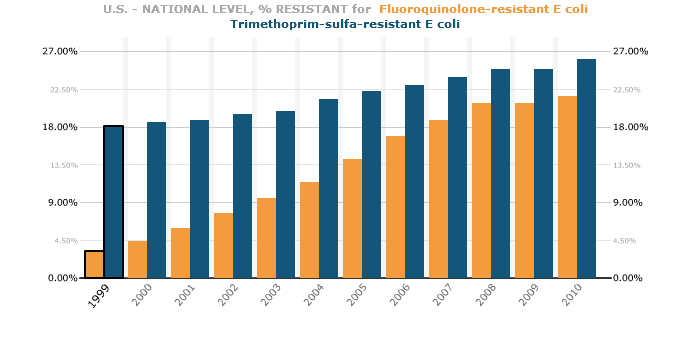 U.S. - NATIONAL LEVEL, % RESISTANT for Fluoroquinolone-resistant E coli
Trimethoprim-sulfa-resistant E coli
27.00% 27.00%
22.50% 22.50%
18.00% 18.00%
13.50% 13.50%
9.00% 9.00%
4.50% 4.50%
0.00% 0.00%
1999 2000 2001 2002 2003 2004 2005 2006 2007 2008 2009 2010